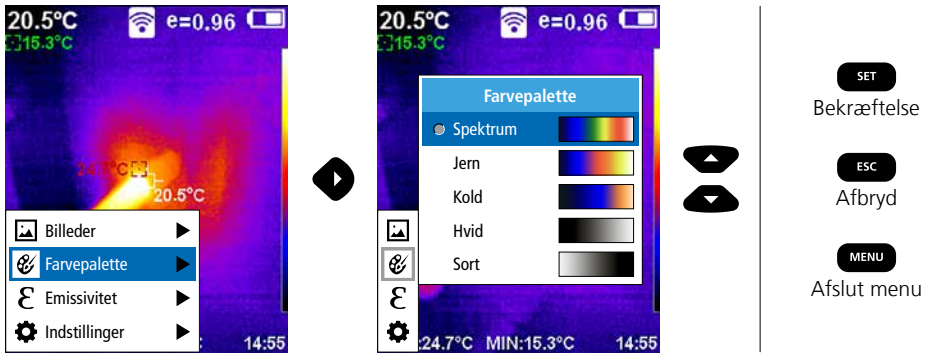 20.5°C e=0.96
15.3°C
24.7°C
20.5°C
Billeder
Farvepalette
Emissivitet
Indstillinger
: 14:55
20.5°C e=0.96
15.3°C
Farvepalette
Spektrum
Jern
Kold
Hvid
Sort
ε
:24.7°C MIN:15.3°C 14:55
SET
Bekræftelse
ESC
Afbryd
MENU
Afslut menu